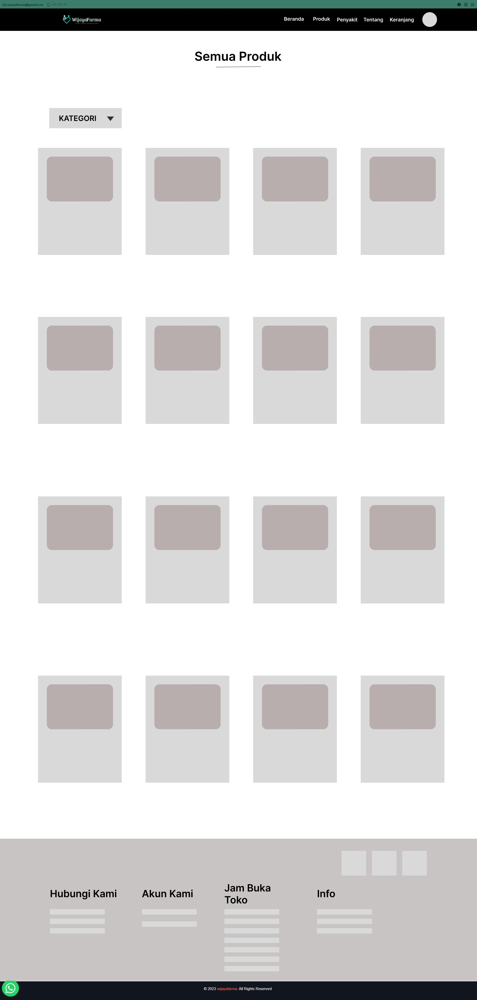 wijayafarma@gmail.com +62-222-22
WijayaFarma
Beranda Produk Penyakit Tentang Keranjang
Semua Produk
KATEGORI
Hubungi Kami
Akun Kami
Jam Buka
Toko
Info
© 2023 wijayafarma. All Rights Reserved